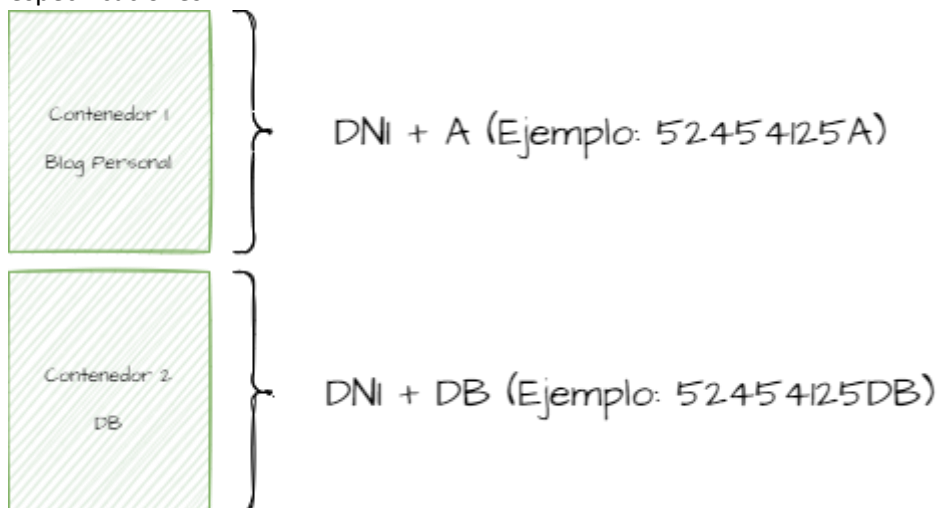 Contenedor 1
Blog Personal
DNI + A (Ejemplo: 52454125A)
Contenedor 2
DB
DNI + DB (Ejemplo: 52454125DB)